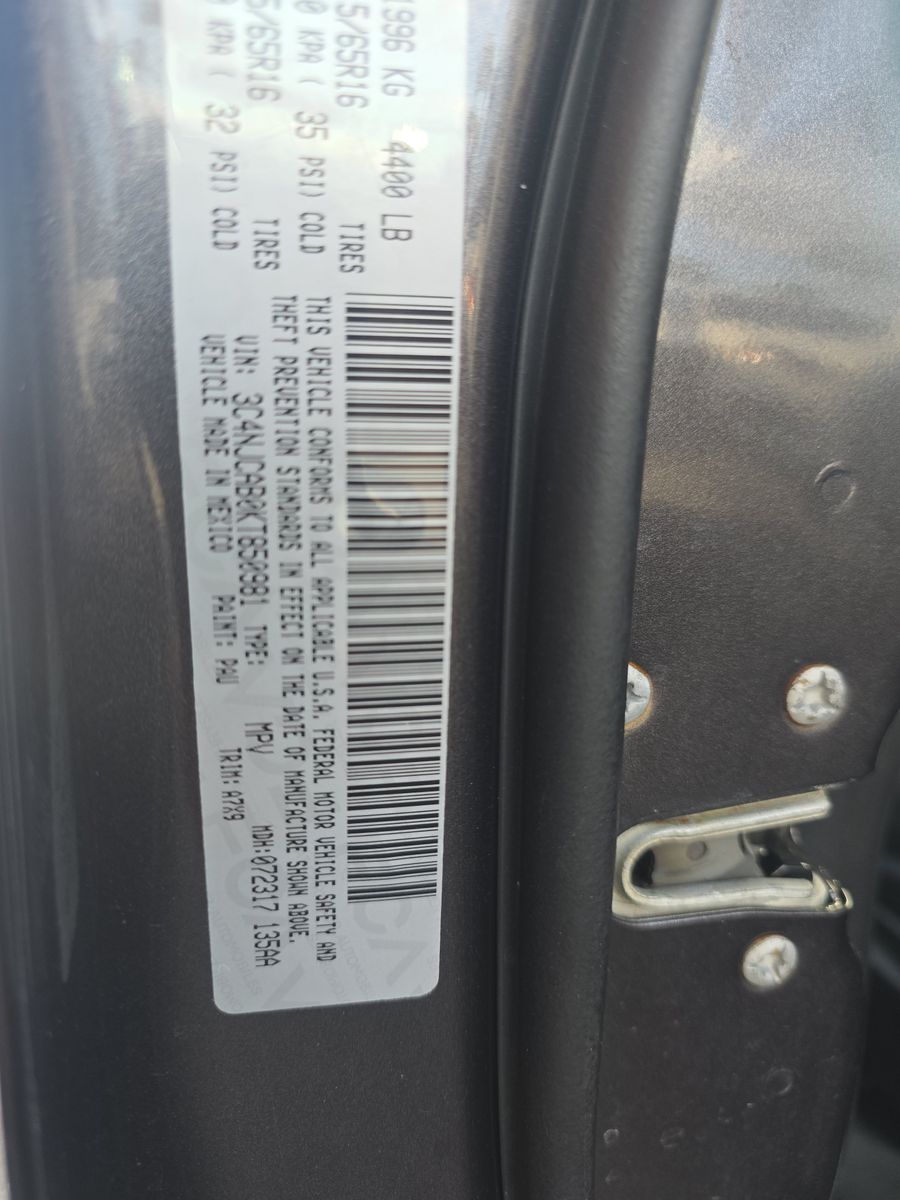 1996 KG 4400 LB
5/65R16 TIRES
0 KPA ( 35 PSI) COLD
5/65R16 TIRES
KPA ( 32 PSI) COLD
THIS VEHICLE CONFORMS TO ALL APPLICABLE U.S.A. FEDERAL MOTOR VEHICLE SAFETY AND
THEFT PREVENTION STANDARDS IN EFFECT ON THE DATE OF MANUFACTURE SHOWN ABOVE.
VIN: 3C4NJCAB0KT850981 TYPE: MPV MDH:072317 135AA
VEHICLE MADE IN MEXICO PAINT: PAU TRIM: A7X9